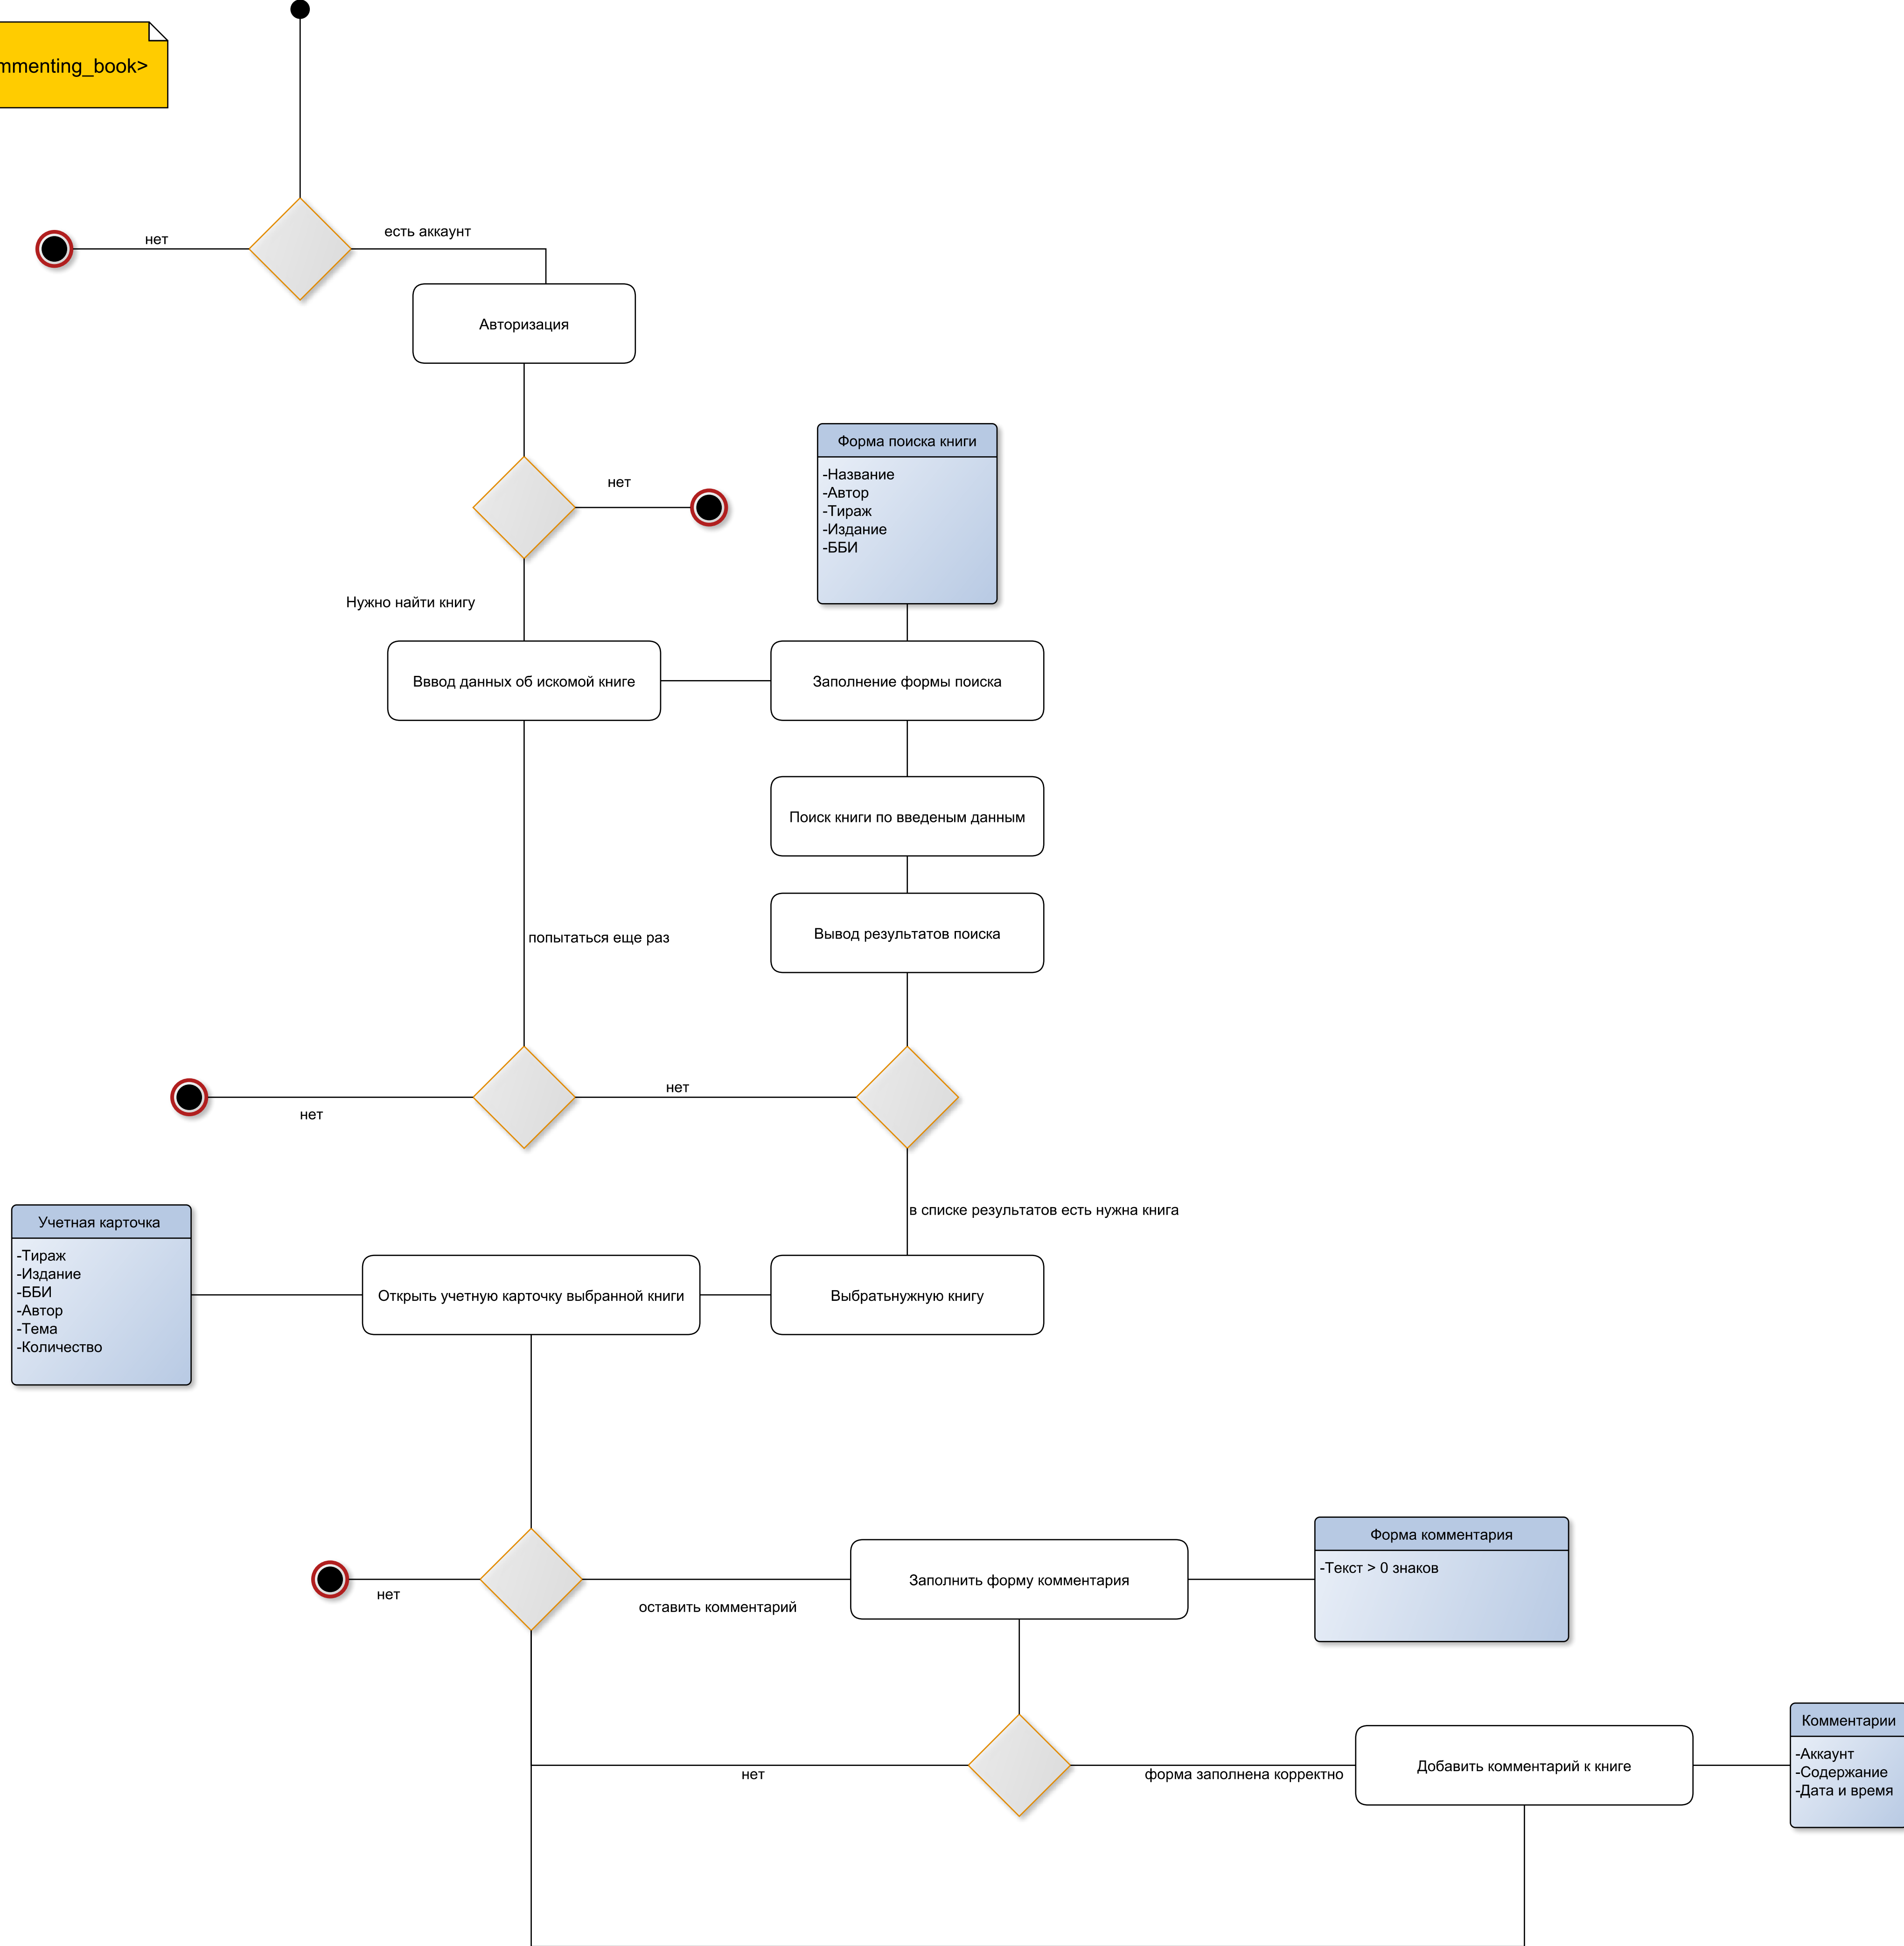 mmenting_book>
нет
есть аккаунт
Авторизация
Форма поиска книги
-Название
-Автор
-Тираж
-Издание
-ББИ
нет
Нужно найти книгу
Вввод данных об искомой книге
Заполнение формы поиска
Поиск книги по введеным данным
Вывод результатов поиска
попытаться еще раз
нет
нет
в списке результатов есть нужна книга
Учетная карточка
-Тираж
-Издание
-ББИ
-Автор
-Тема
-Количество
Открыть учетную карточку выбранной книги
Выбратьнужную книгу
Форма комментария
-Текст > 0 знаков
Заполнить форму комментария
нет
оставить комментарий
Комментарии
-Аккаунт
-Содержание
-Дата и время
Добавить комментарий к книге
нет
форма заполнена корректно